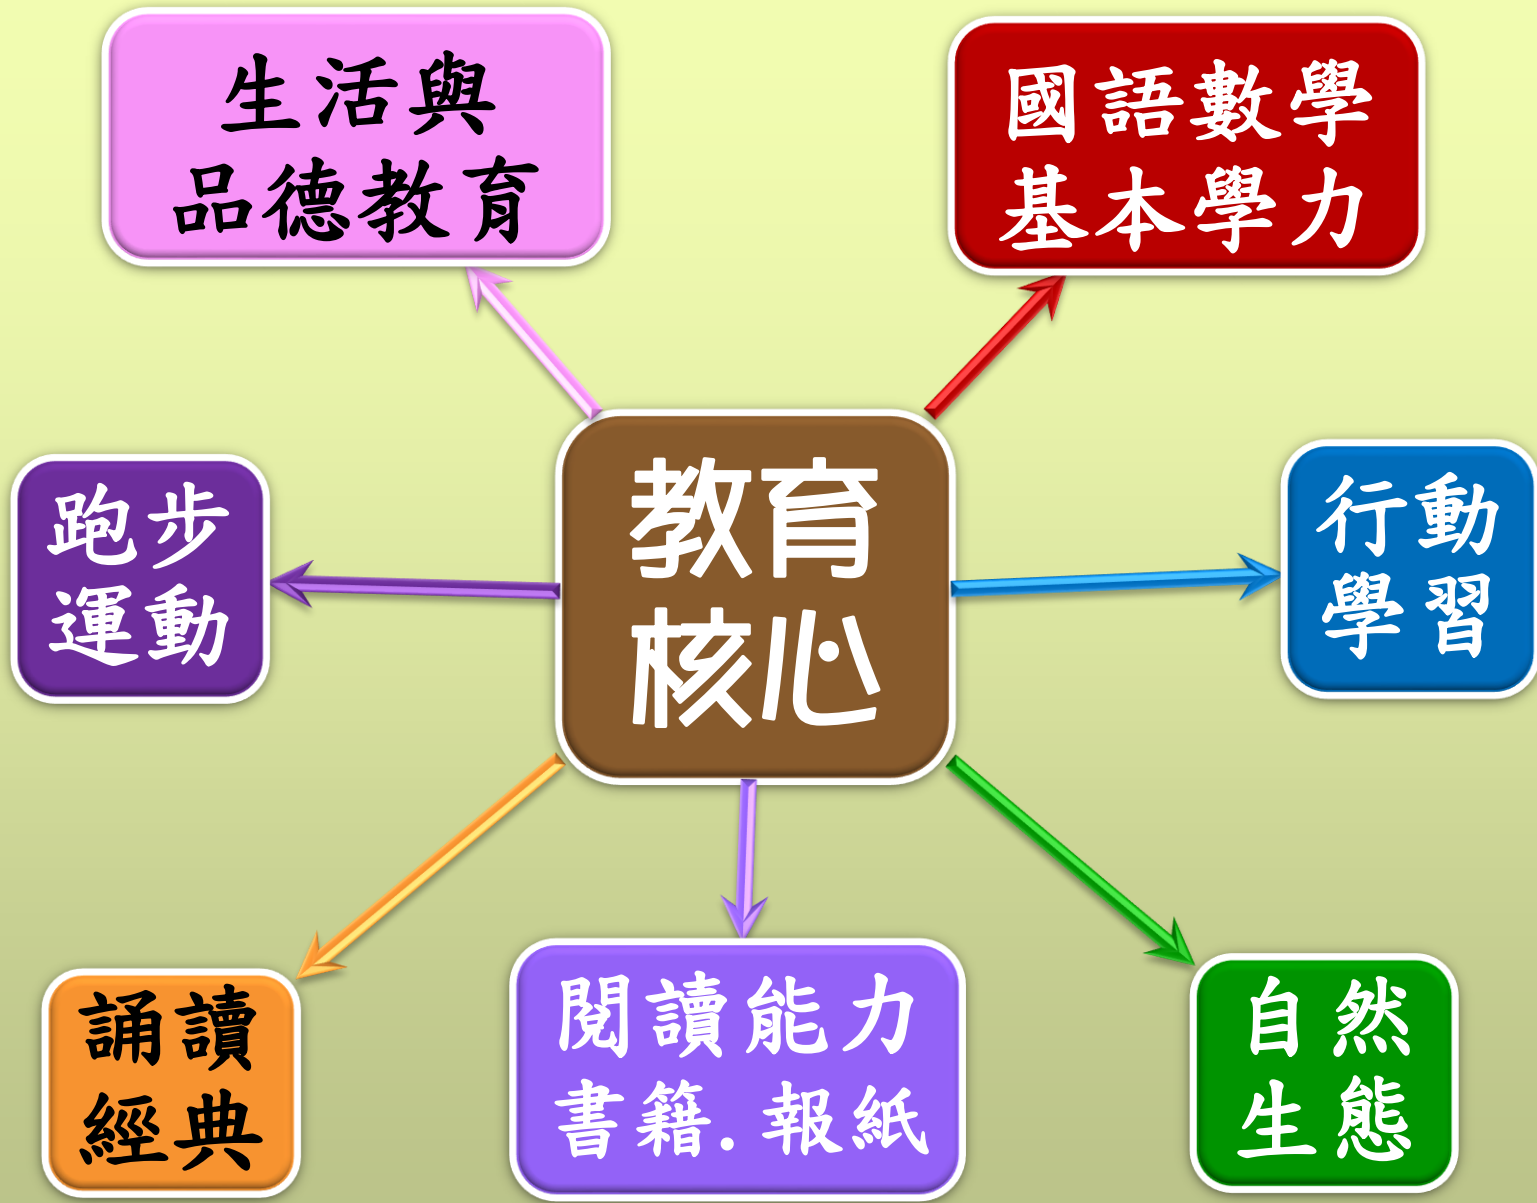 生活與
品德教育
國語數學
基本學力
教育
核心
跑步
運動
行動
學習
誦讀
經典
閱讀能力
書籍.報紙
自然
生態